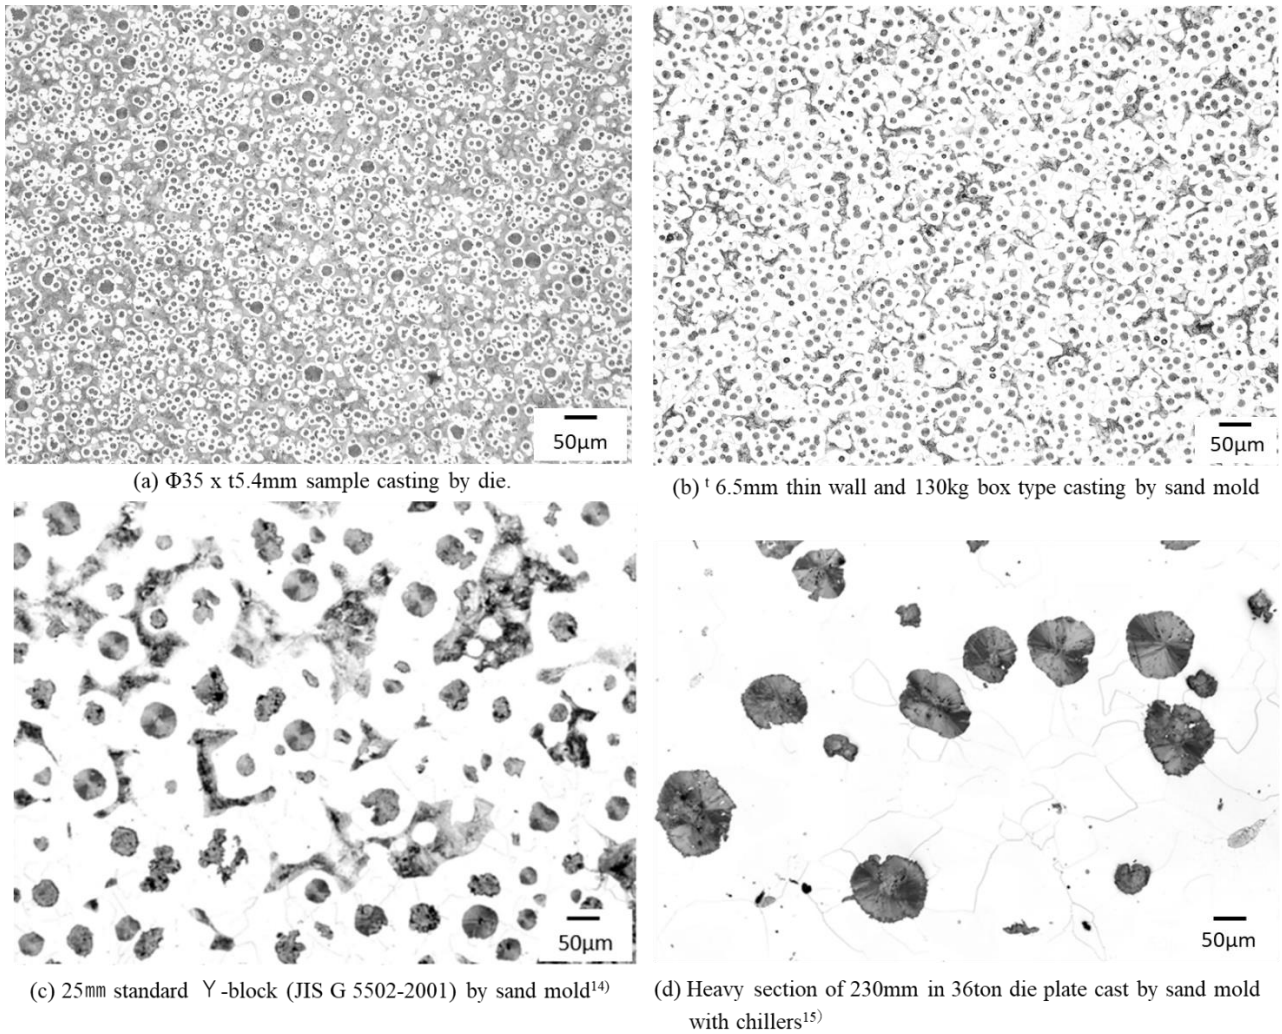 50µm
50µm
(a) Φ35 x t5.4mm sample casting by die.
(b) ᵗ 6.5mm thin wall and 130kg box type casting by sand mold
50µm
50µm
(c) 25㎜ standard Ｙ-block (JIS G 5502-2001) by sand mold¹⁴⁾
(d) Heavy section of 230mm in 36ton die plate cast by sand mold
with chillers¹⁵⁾